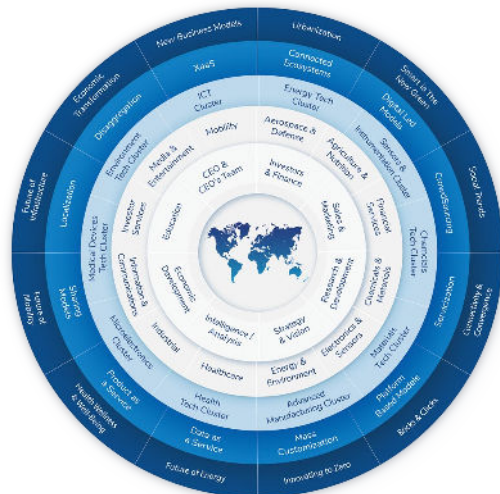 New Business Models
Urbanization
Smart is The
New Green
Social Trends
Connectivity &
Convergence
Bricks & Clicks
Innovating to Zero
Future of Energy
Health Wellness
& Well-Being
Future of
Mobility
Future of
Infrastructure
Economic
Transformation
XaaS
Connected
Ecosystems
Digital Led
Models
CrowdSourcing
Servitization
Platform
Based Models
Mass
Customization
Data as
a Service
Product as
a Service
Sharing
Models
Localization
Disaggregation
ICT
Cluster
Energy Tech
Cluster
Sensors &
Instrumentation Cluster
Chemicals
Tech Cluster
Materials
Tech Cluster
Advanced
Manufacturing Cluster
Health
Tech Cluster
Microelectronics
Cluster
Medical Devices
Tech Cluster
Environment
Tech Cluster
Mobility
Aerospace &
Defence
Agriculture &
Nutrition
Financial
Services
Chemicals &
Materials
Electronics &
Sensors
Energy &
Environment
Healthcare
Industrial
Information &
Communications
Investor
Services
Media &
Entertainment
CEO &
CEO's Team
Investors
& Finance
Sales &
Marketing
Research &
Development
Strategy
& Vision
Intelligence /
Analysis
Economic
Development
Education